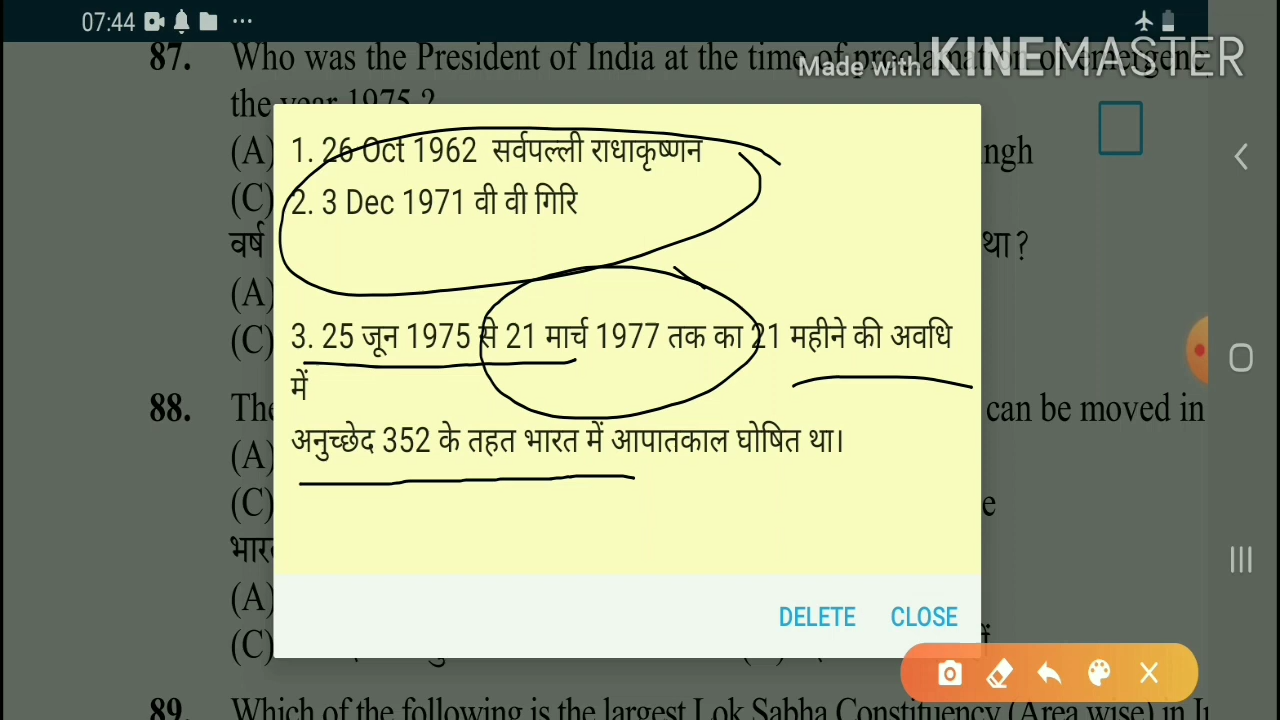 07:44
87. Who was the President of India at the time of proclamation of emergenc
Made with KINEMASTER
the year 1975 ?
1. 26 Oct 1962 सर्वपल्ली राधाकृष्णन
(A) ngh
2. 3 Dec 1971 वी वी गिरि
(C)
वर्ष था?
(A)
3. 25 जून 1975 से 21 मार्च 1977 तक का 21 महीने की अवधि
(C)
में
88. The can be moved in
अनुच्छेद 352 के तहत भारत में आपातकाल घोषित था।
(A)
(C) e
भार
(A)
DELETE CLOSE
(C)
89. Which of the following is the largest Lok Sabha Constituency (Area wise) in